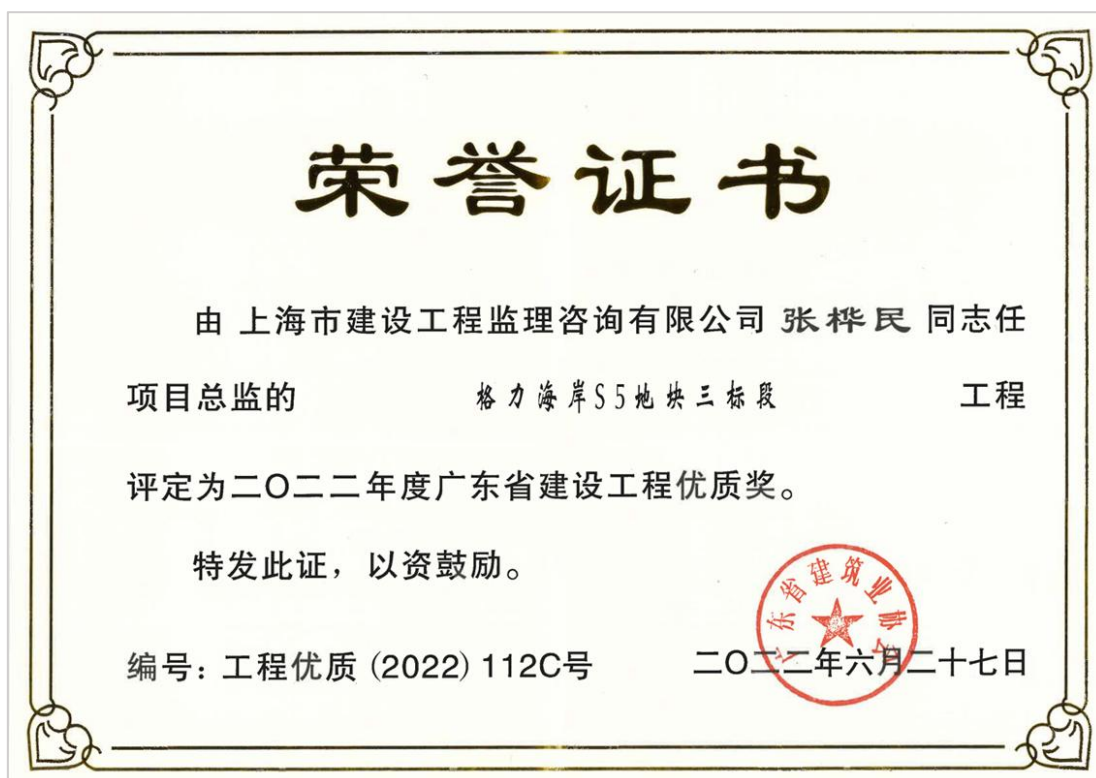 荣誉证书
由 上海市建设工程监理咨询有限公司 张桦民 同志任
项目总监的 格力海岸S5地块三标段 工程
评定为二〇二二年度广东省建设工程优质奖。
特发此证，以资鼓励。
广东省建筑业协会
编号：工程优质 (2022) 112C号 二〇二二年六月二十七日